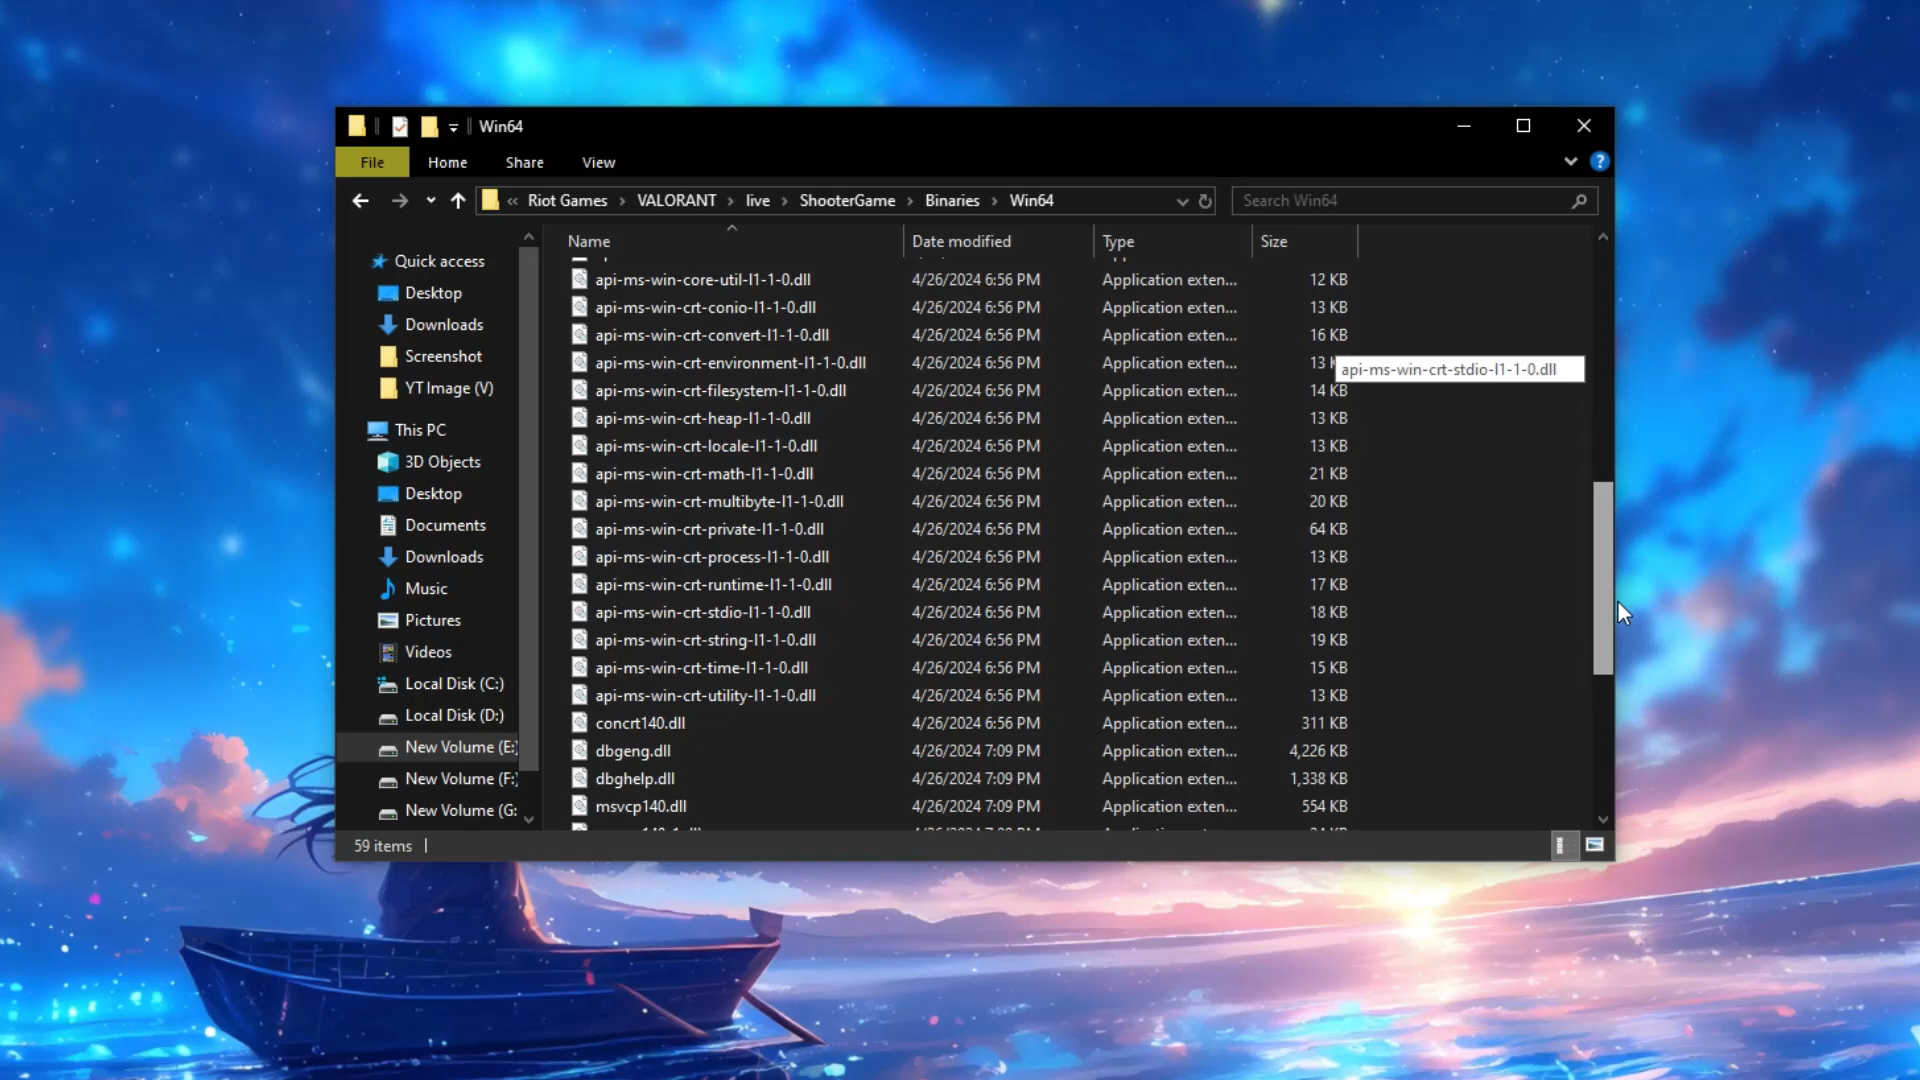 Win64
File Home Share View
« Riot Games › VALORANT › live › ShooterGame › Binaries › Win64
Search Win64
Quick access
Desktop
Downloads
Screenshot
YT Image (V)
This PC
3D Objects
Desktop
Documents
Downloads
Music
Pictures
Videos
Local Disk (C:)
Local Disk (D:)
New Volume (E:)
New Volume (F:)
New Volume (G:
Name Date modified Type Size
api-ms-win-core-util-l1-1-0.dll 4/26/2024 6:56 PM Application exten... 12 KB
api-ms-win-crt-conio-l1-1-0.dll 4/26/2024 6:56 PM Application exten... 13 KB
api-ms-win-crt-convert-l1-1-0.dll 4/26/2024 6:56 PM Application exten... 16 KB
api-ms-win-crt-environment-l1-1-0.dll 4/26/2024 6:56 PM Application exten... 13
api-ms-win-crt-stdio-l1-1-0.dll
api-ms-win-crt-filesystem-l1-1-0.dll 4/26/2024 6:56 PM Application exten... 14 KB
api-ms-win-crt-heap-l1-1-0.dll 4/26/2024 6:56 PM Application exten... 13 KB
api-ms-win-crt-locale-l1-1-0.dll 4/26/2024 6:56 PM Application exten... 13 KB
api-ms-win-crt-math-l1-1-0.dll 4/26/2024 6:56 PM Application exten... 21 KB
api-ms-win-crt-multibyte-l1-1-0.dll 4/26/2024 6:56 PM Application exten... 20 KB
api-ms-win-crt-private-l1-1-0.dll 4/26/2024 6:56 PM Application exten... 64 KB
api-ms-win-crt-process-l1-1-0.dll 4/26/2024 6:56 PM Application exten... 13 KB
api-ms-win-crt-runtime-l1-1-0.dll 4/26/2024 6:56 PM Application exten... 17 KB
api-ms-win-crt-stdio-l1-1-0.dll 4/26/2024 6:56 PM Application exten... 18 KB
api-ms-win-crt-string-l1-1-0.dll 4/26/2024 6:56 PM Application exten... 19 KB
api-ms-win-crt-time-l1-1-0.dll 4/26/2024 6:56 PM Application exten... 15 KB
api-ms-win-crt-utility-l1-1-0.dll 4/26/2024 6:56 PM Application exten... 13 KB
concrt140.dll 4/26/2024 6:56 PM Application exten... 311 KB
dbgeng.dll 4/26/2024 7:09 PM Application exten... 4,226 KB
dbghelp.dll 4/26/2024 7:09 PM Application exten... 1,338 KB
msvcp140.dll 4/26/2024 7:09 PM Application exten... 554 KB
59 items